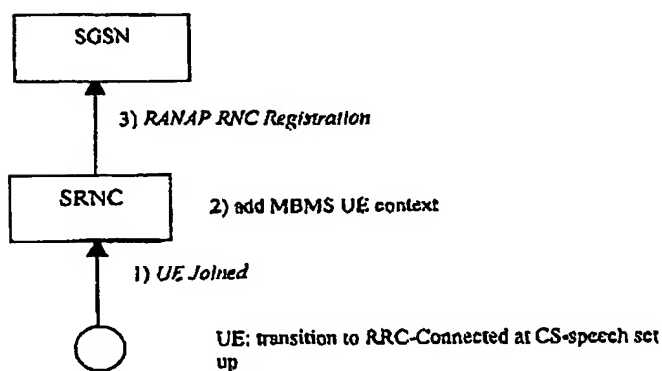 SGSN
3) RANAP RNC Registration
SRNC
2) add MBMS UE context
1) UE Joined
UE: transition to RRC-Connected at CS-speech set
up